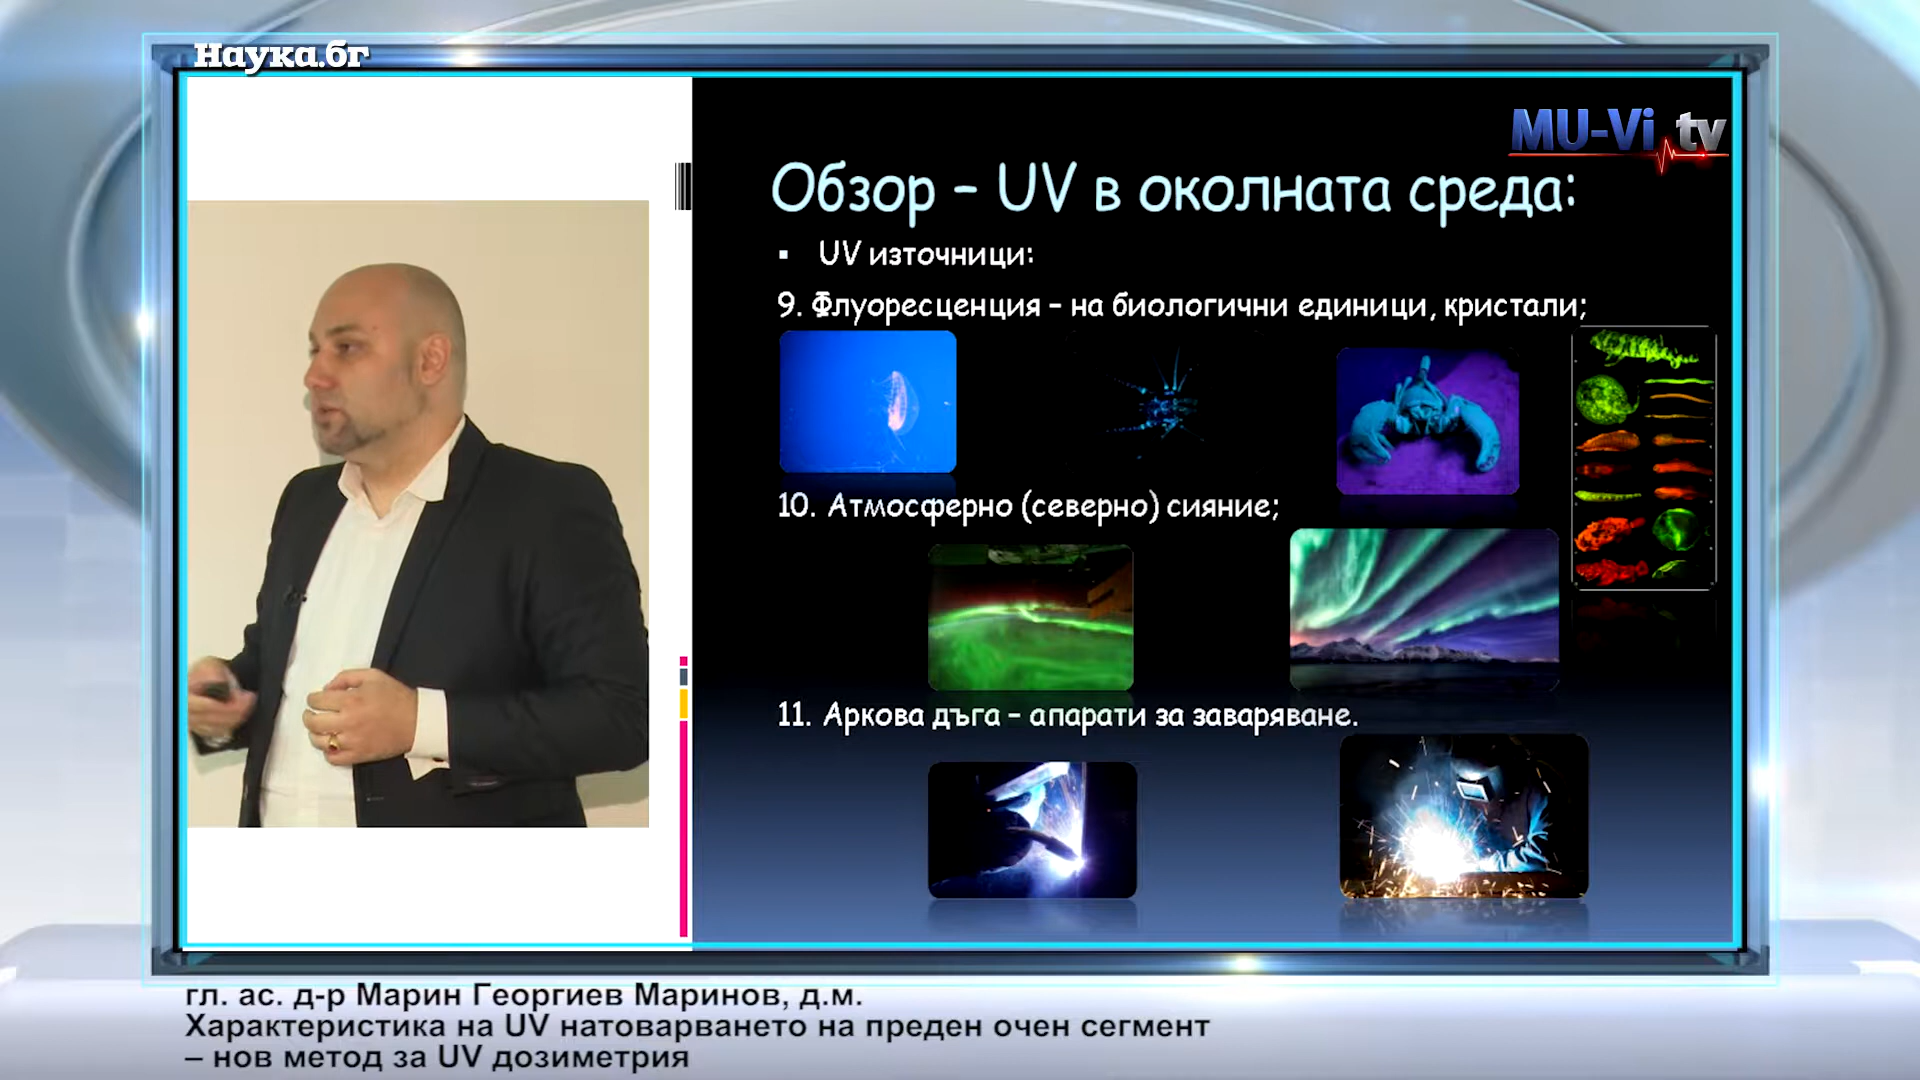 Наука.бг
MU-Vi tv
Обзор – UV в околната среда:
▪ UV източници:
9. Флуоресценция – на биологични единици, кристали;
10. Атмосферно (северно) сияние;
11. Аркова дъга – апарати за заваряване.
гл. ас. д-р Марин Георгиев Маринов, д.м.
Характеристика на UV натоварването на преден очен сегмент
– нов метод за UV дозиметрия